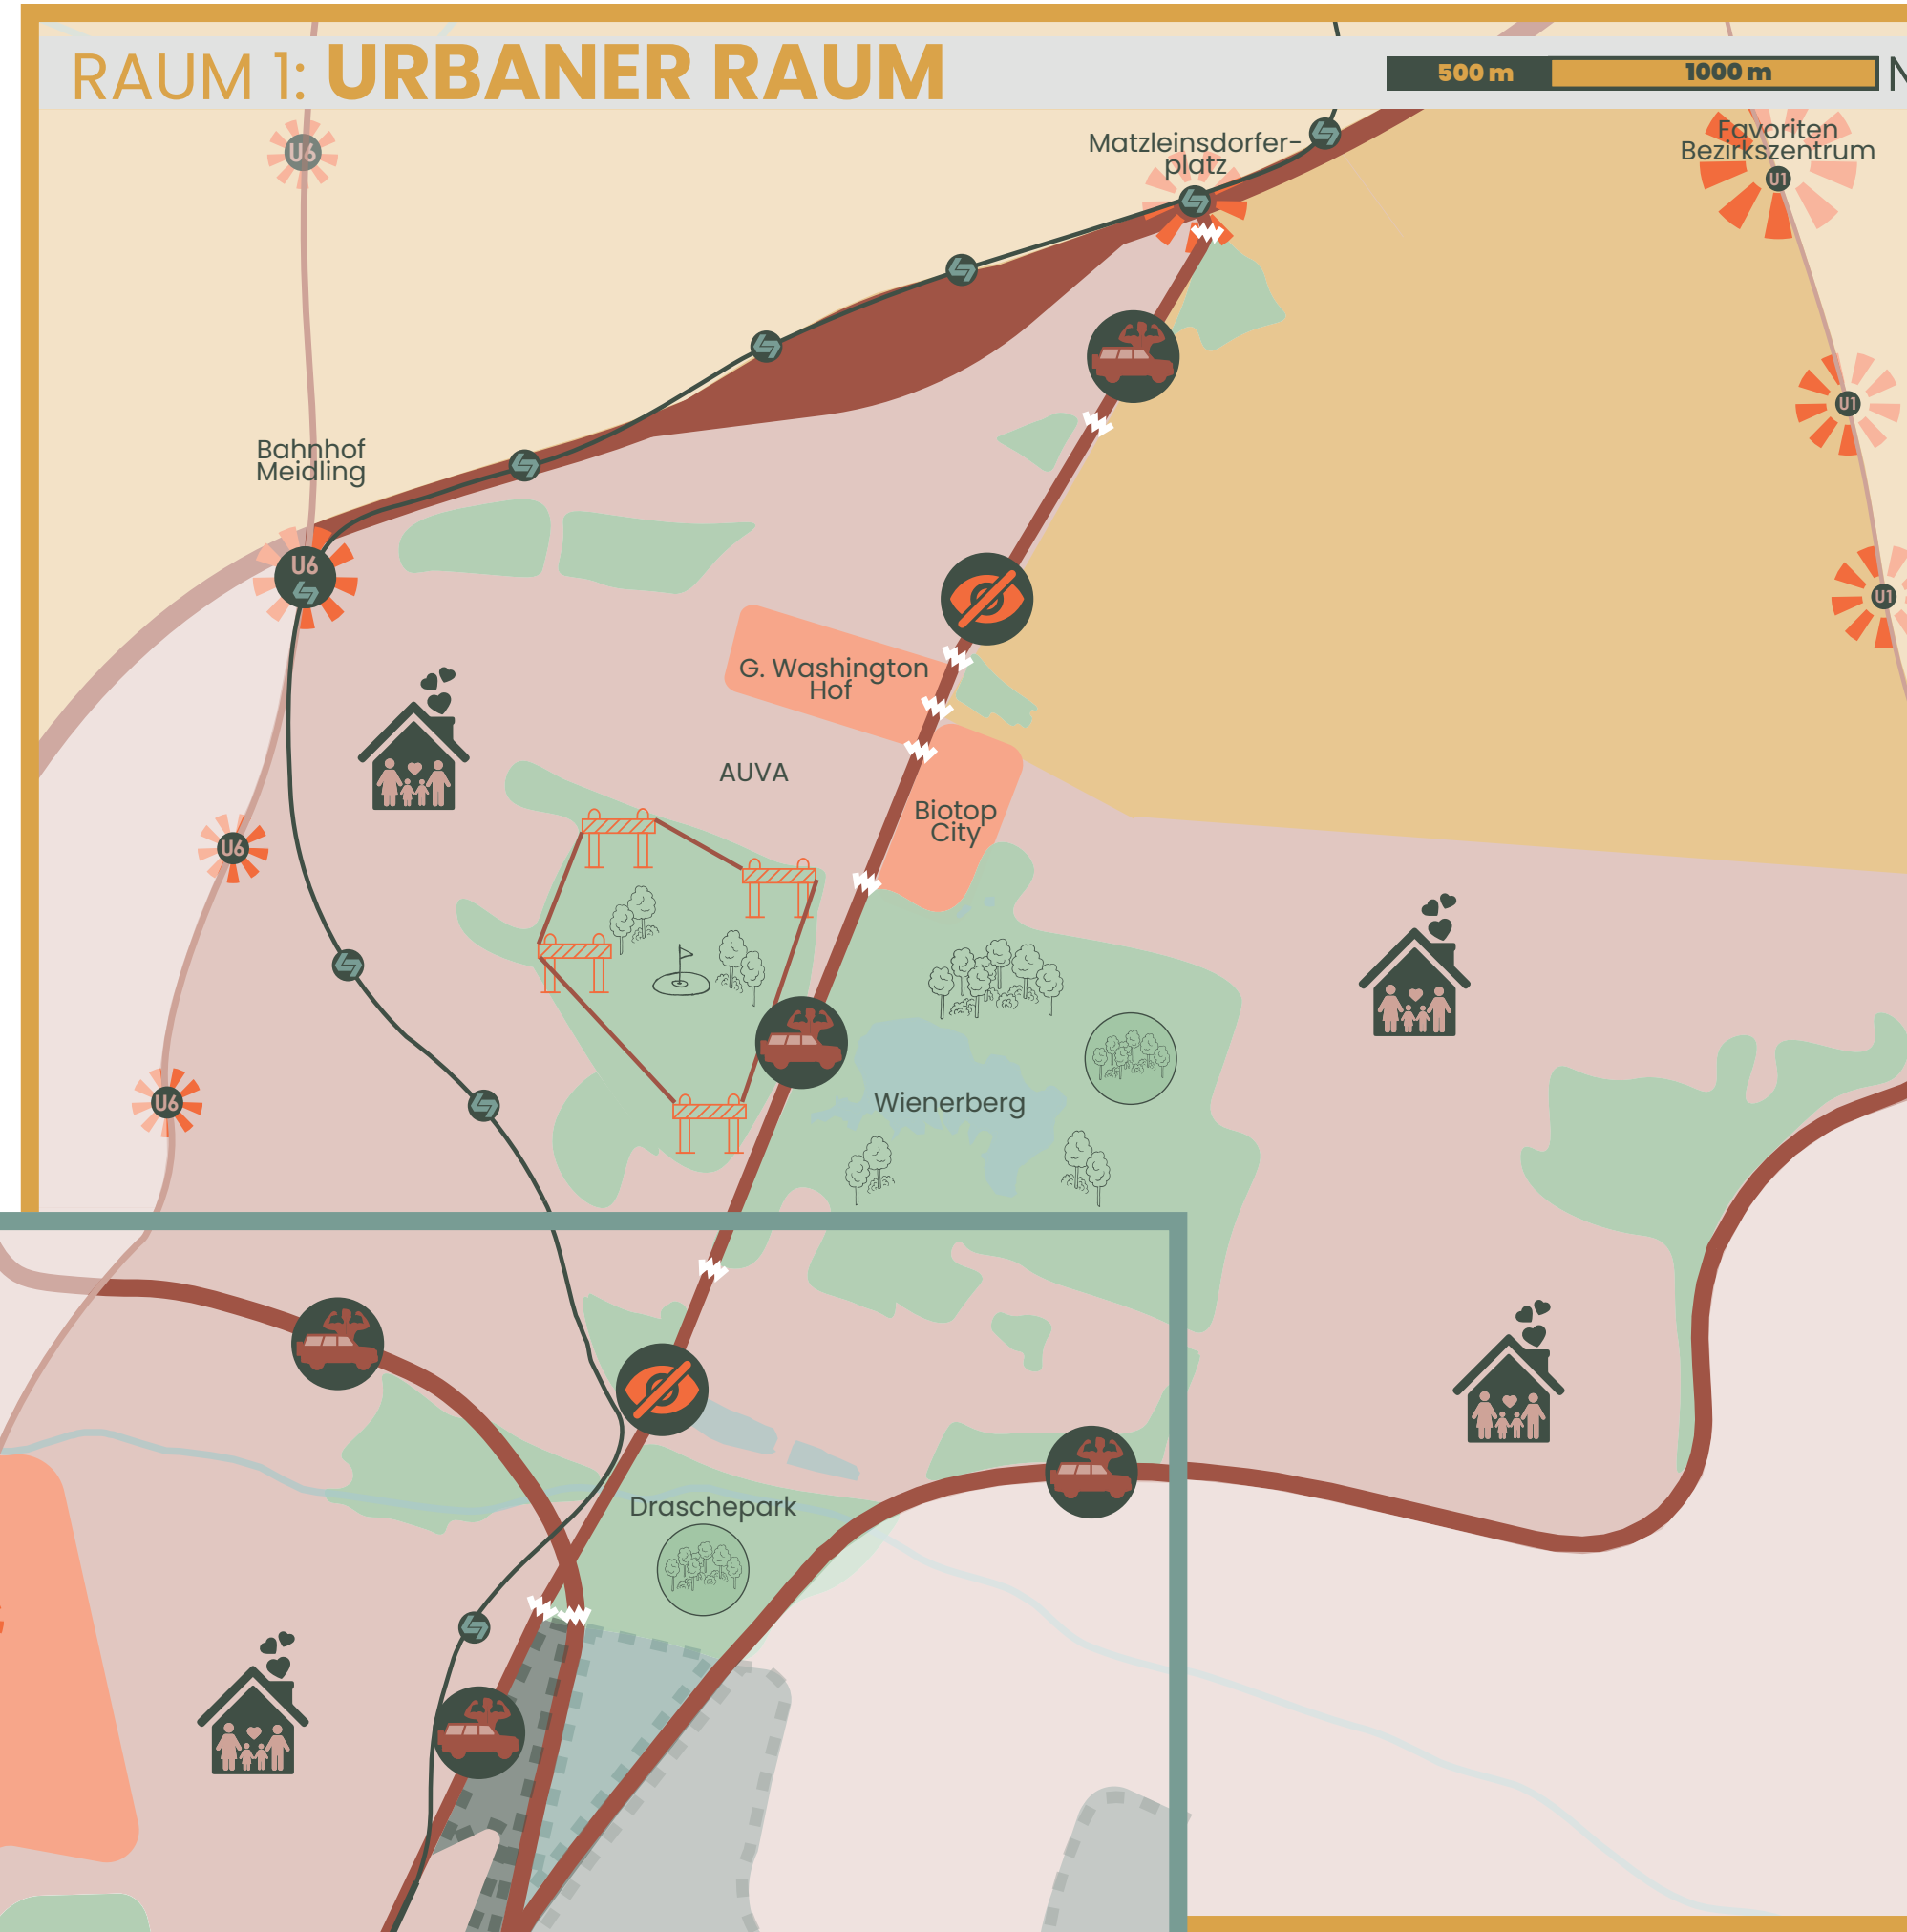 RAUM 1: URBANER RAUM
500 m
1000 m
N
U6
Matzleinsdorfer-
platz
Favoriten
Bezirkszentrum
U1
U1
Bahnhof
Meidling
U6
U1
G. Washington
Hof
AUVA
Biotop
City
U6
U6
Wienerberg
Draschepark